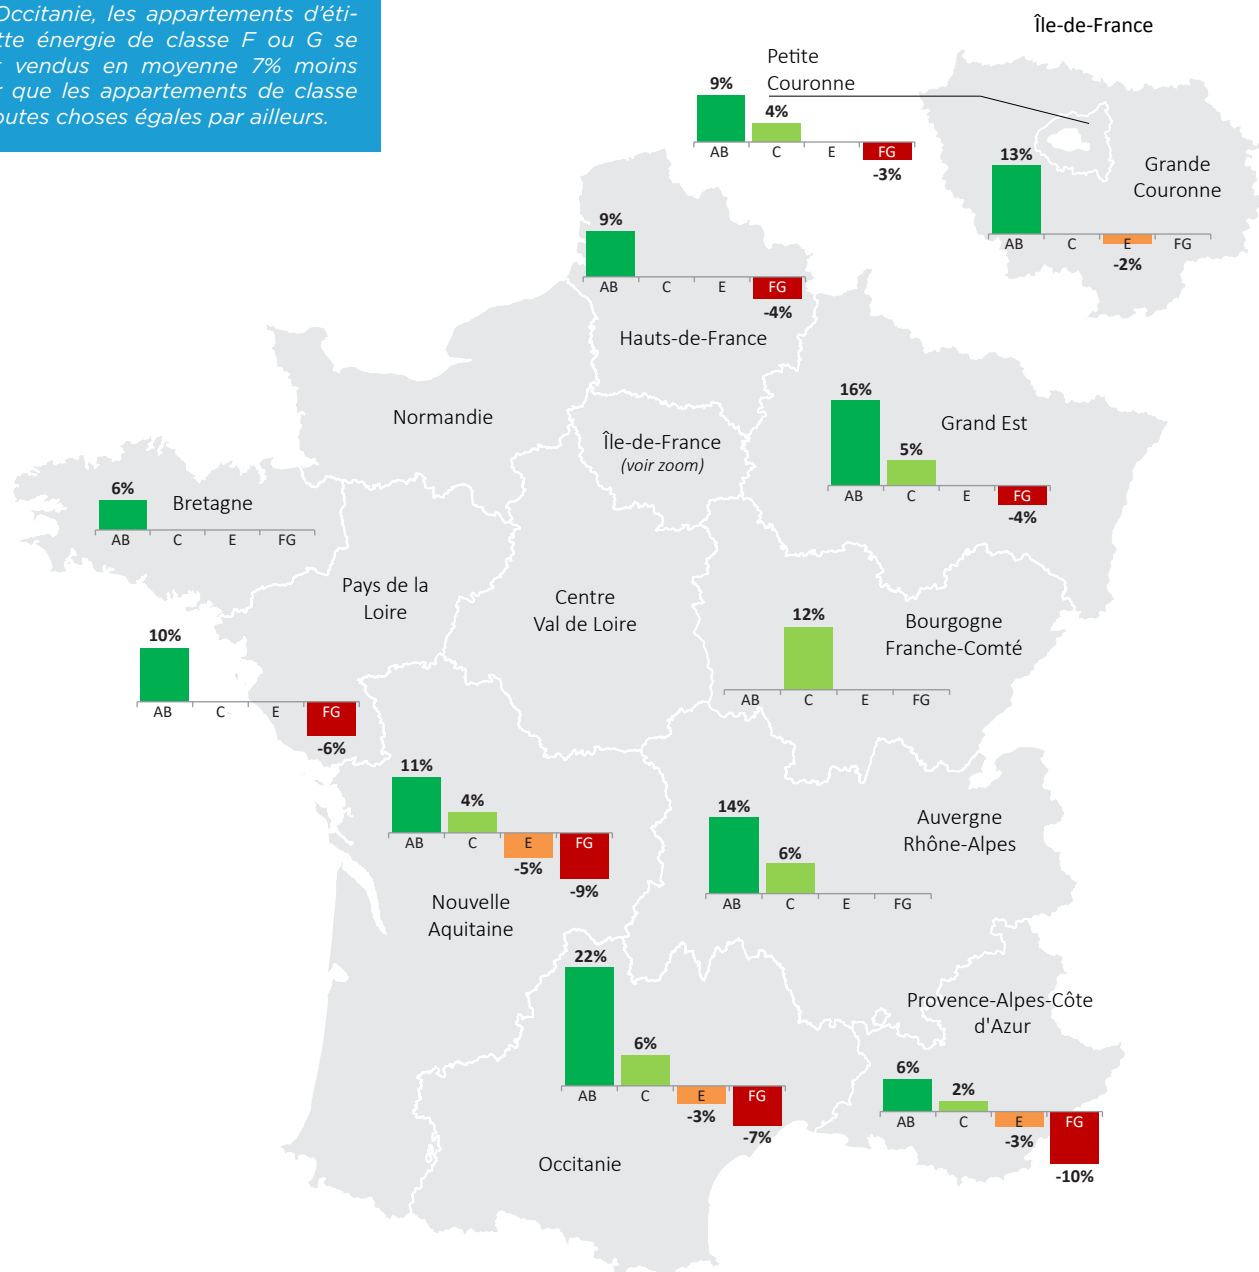 Occitanie, les appartements d'éti-
tte énergie de classe F ou G se
vendus en moyenne 7% moins
que les appartements de classe
outes choses égales par ailleurs.
Île-de-France
Petite
Couronne
9%
4%
AB C E FG
-3%
Grande
Couronne
13%
AB C E FG
-2%
9%
AB C E FG
-4%
Hauts-de-France
Normandie
Île-de-France
(voir zoom)
16%
5%
Grand Est
AB C E FG
-4%
6%
Bretagne
AB C E FG
Pays de la
Loire
10%
AB C E FG
-6%
Centre
Val de Loire
12%
Bourgogne
Franche-Comté
AB C E FG
11%
4%
AB C E FG
-5%
-9%
Nouvelle
Aquitaine
14%
6%
Auvergne
Rhône-Alpes
AB C E FG
22%
6%
AB C E FG
-3%
-7%
Occitanie
Provence-Alpes-Côte
d'Azur
6%
2%
AB C E FG
-3%
-10%